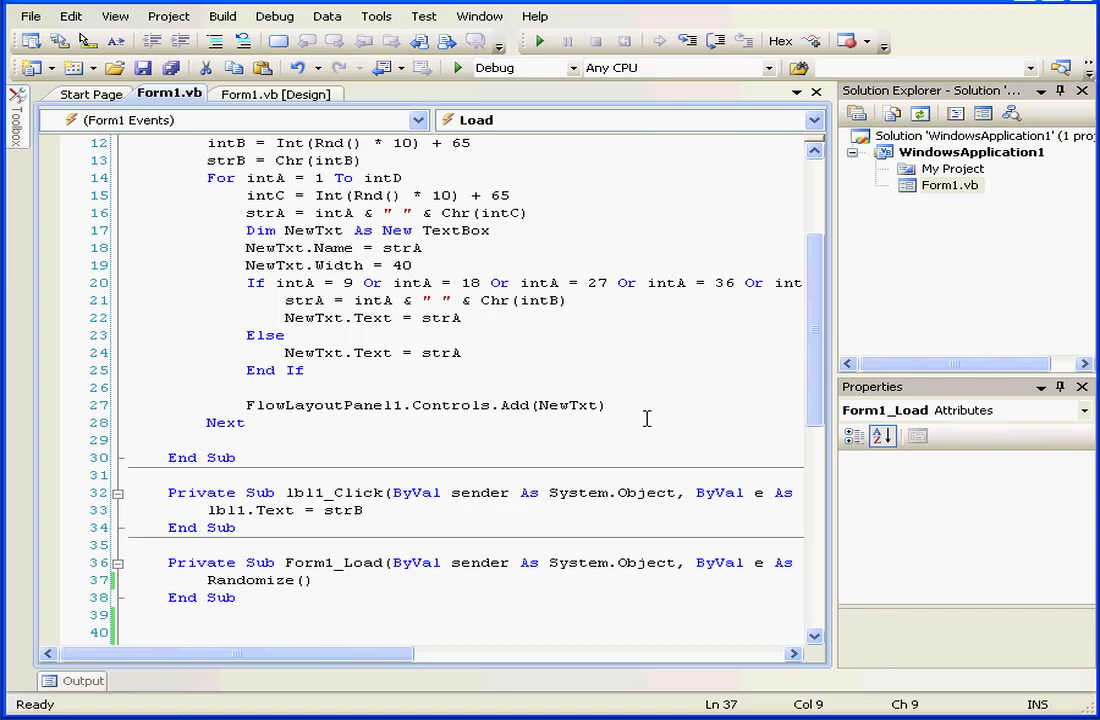 File Edit View Project Build Debug Data Tools Test Window Help
Hex
Debug Any CPU
Toolbox
Start Page Form1.vb Form1.vb [Design]
(Form1 Events) Load
12 intB = Int(Rnd() * 10) + 65
13 strB = Chr(intB)
14 For intA = 1 To intD
15 intC = Int(Rnd() * 10) + 65
16 strA = intA & " " & Chr(intC)
17 Dim NewTxt As New TextBox
18 NewTxt.Name = strA
19 NewTxt.Width = 40
20 If intA = 9 Or intA = 18 Or intA = 27 Or intA = 36 Or int
21 strA = intA & " " & Chr(intB)
22 NewTxt.Text = strA
23 Else
24 NewTxt.Text = strA
25 End If
26
27 FlowLayoutPanel1.Controls.Add(NewTxt)
28 Next
29
30 End Sub
31
32 Private Sub lbl1_Click(ByVal sender As System.Object, ByVal e As
33 lbl1.Text = strB
34 End Sub
35
36 Private Sub Form1_Load(ByVal sender As System.Object, ByVal e As
37 Randomize()
38 End Sub
39
40
Solution Explorer - Solution '...
Solution 'WindowsApplication1' (1 proj
WindowsApplication1
My Project
Form1.vb
Properties
Form1_Load Attributes
Output
Ready Ln 37 Col 9 Ch 9 INS